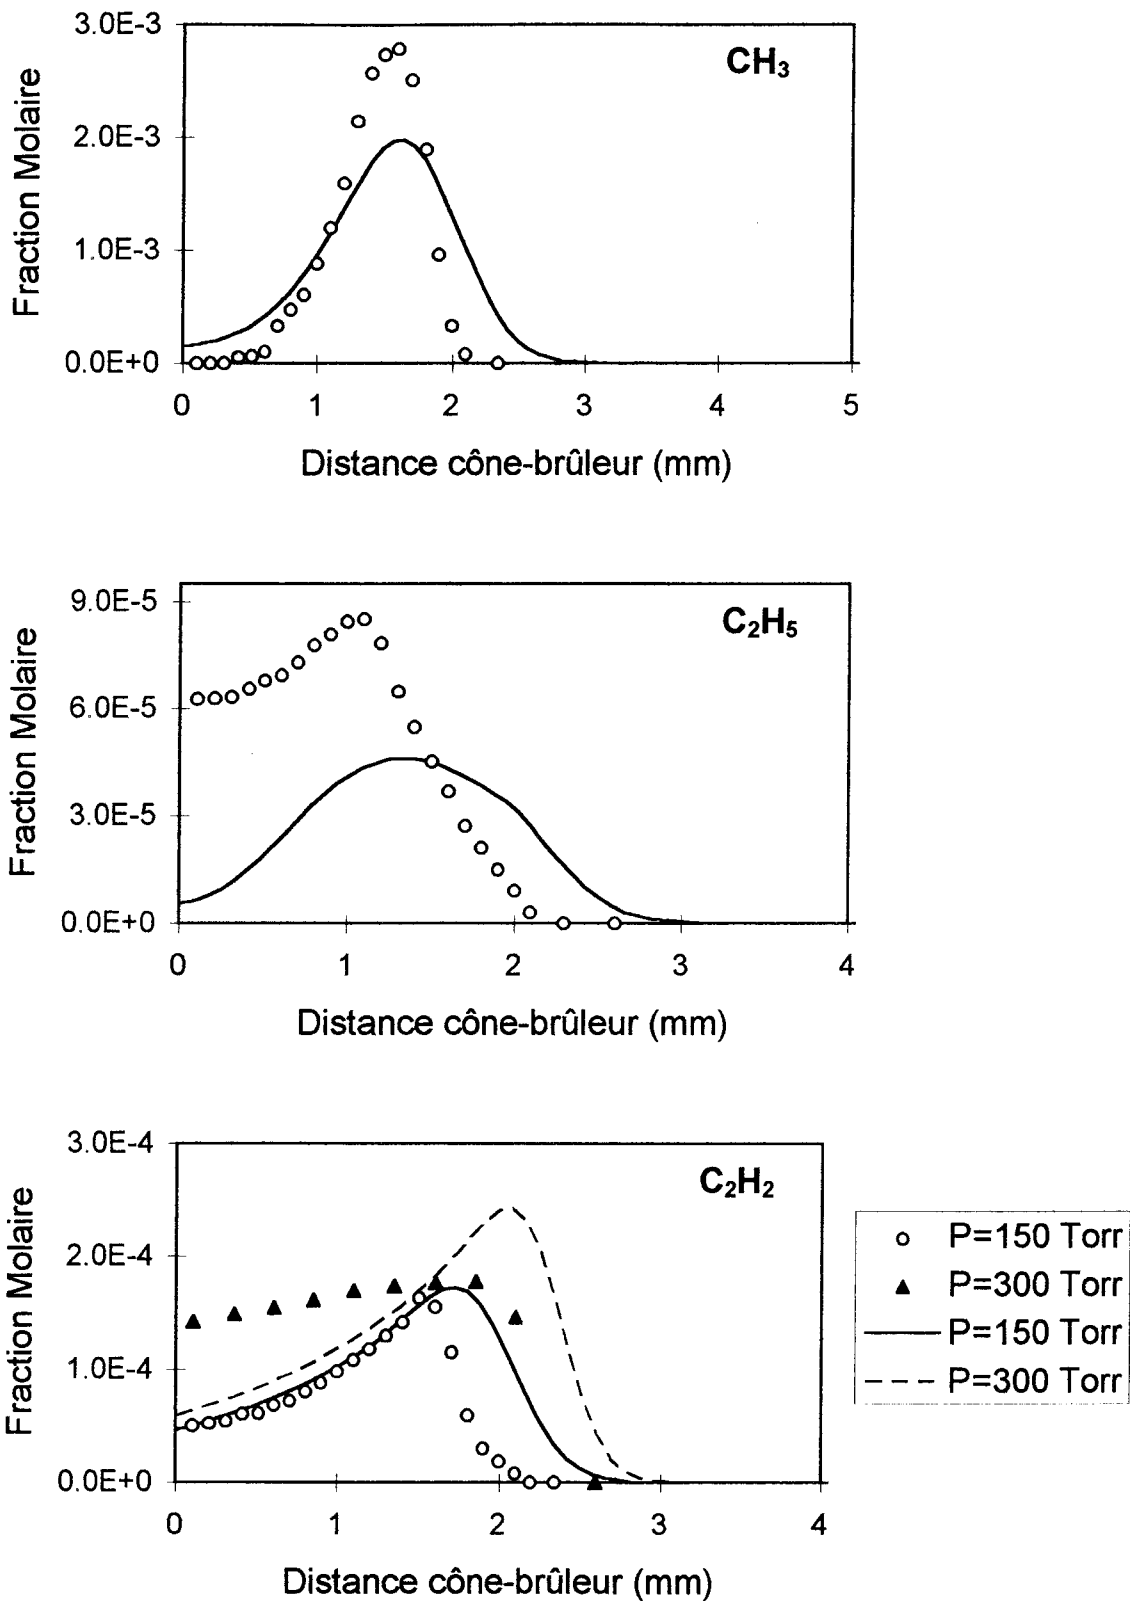 3.0E-3
CH₃
2.0E-3
1.0E-3
0.0E+0
Fraction Molaire
0 1 2 3 4 5
Distance cône-brûleur (mm)
9.0E-5
C₂H₅
6.0E-5
3.0E-5
0.0E+0
Fraction Molaire
0 1 2 3 4
Distance cône-brûleur (mm)
3.0E-4
C₂H₂
2.0E-4
1.0E-4
0.0E+0
Fraction Molaire
0 1 2 3 4
Distance cône-brûleur (mm)
P=150 Torr
P=300 Torr
P=150 Torr
P=300 Torr